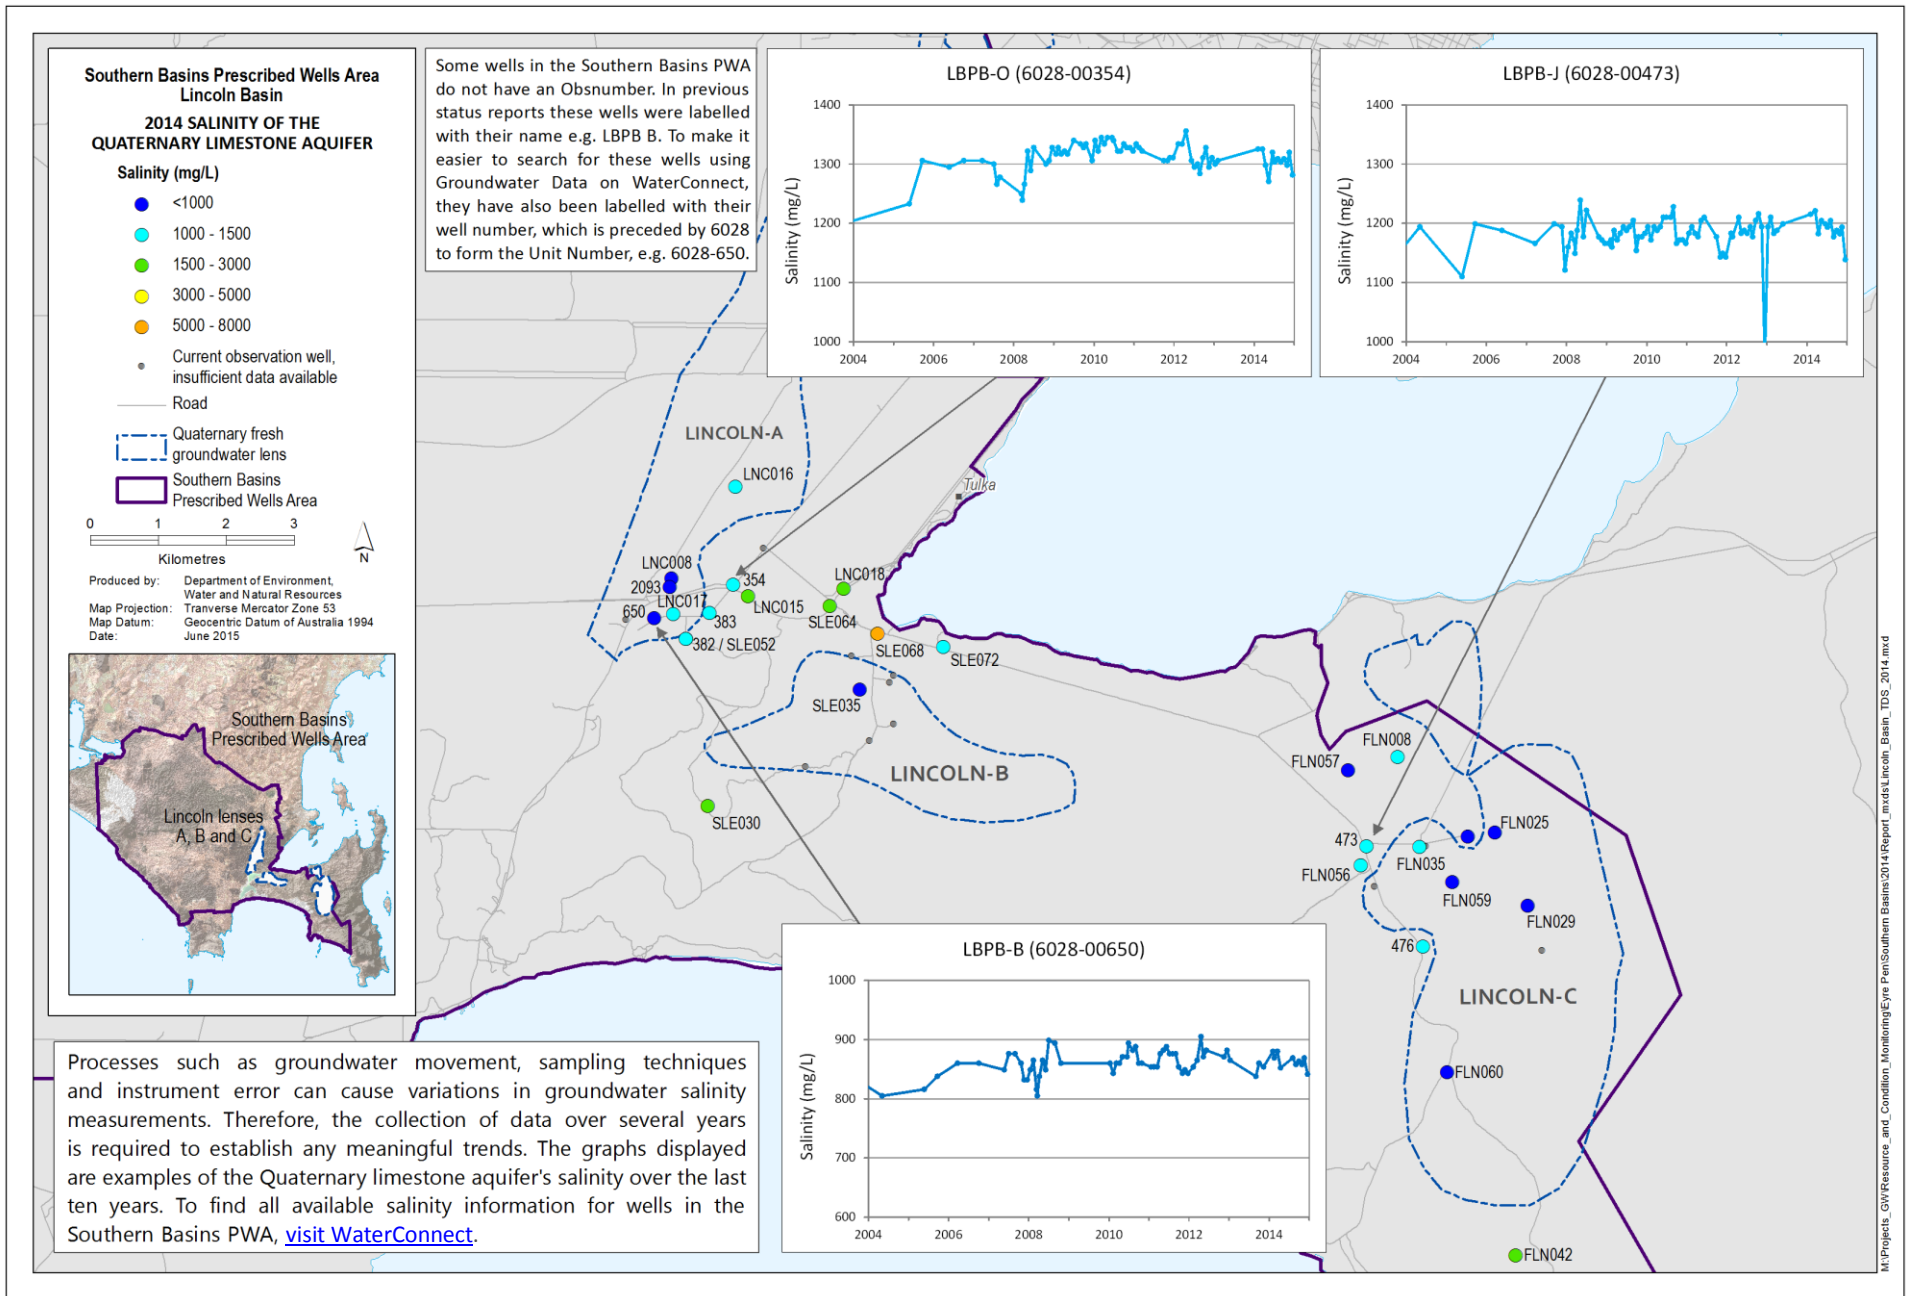 Southern Basins Prescribed Wells Area
Lincoln Basin
2014 SALINITY OF THE
QUATERNARY LIMESTONE AQUIFER
Salinity (mg/L)
<1000
1000 - 1500
1500 - 3000
3000 - 5000
5000 - 8000
Current observation well,
insufficient data available
Road
Quaternary fresh
groundwater lens
Southern Basins
Prescribed Wells Area
0 1 2 3
Kilometres
N
Produced by: Department of Environment,
Water and Natural Resources
Map Projection: Tranverse Mercator Zone 53
Map Datum: Geocentric Datum of Australia 1994
Date: June 2015
Southern Basins
Prescribed Wells Area
Lincoln lenses
A, B and C
Some wells in the Southern Basins PWA
do not have an Obsnumber. In previous
status reports these wells were labelled
with their name e.g. LBPB B. To make it
easier to search for these wells using
Groundwater Data on WaterConnect,
they have also been labelled with their
well number, which is preceded by 6028
to form the Unit Number, e.g. 6028-650.
LBPB-O (6028-00354)
Salinity (mg/L)
1400
1300
1200
1100
1000
2004 2006 2008 2010 2012 2014
LBPB-J (6028-00473)
Salinity (mg/L)
1400
1300
1200
1100
1000
2004 2006 2008 2010 2012 2014
LINCOLN-A
LNC016
Tulka
LNC008
2093
354
LNC018
LNC017
LNC015
650
383
SLE064
382 / SLE052
SLE068
SLE072
SLE035
LINCOLN-B
SLE030
FLN008
FLN057
473
FLN025
FLN035
FLN056
FLN059
FLN029
476
LINCOLN-C
FLN060
FLN042
LBPB-B (6028-00650)
Salinity (mg/L)
1000
900
800
700
600
2004 2006 2008 2010 2012 2014
Processes such as groundwater movement, sampling techniques
and instrument error can cause variations in groundwater salinity
measurements. Therefore, the collection of data over several years
is required to establish any meaningful trends. The graphs displayed
are examples of the Quaternary limestone aquifer's salinity over the last
ten years. To find all available salinity information for wells in the
Southern Basins PWA, visit WaterConnect.
M:\Projects_GW\Resource_and_Condition_Monitoring\Eyre Pen\Southern Basins\2014\Report_mxds\Lincoln_Basin_TDS_2014.mxd